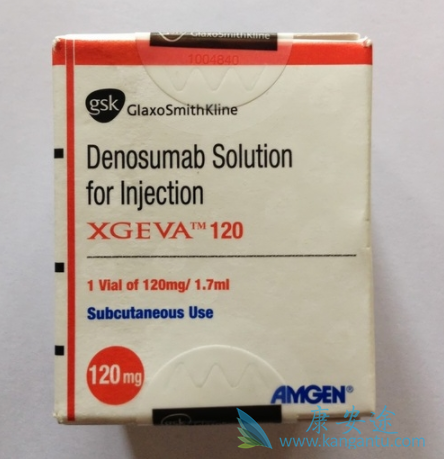 1004840
gsk GlaxoSmithKline
Denosumab Solution
for Injection
XGEVA™ 120
1 Vial of 120mg/ 1.7ml
Subcutaneous Use
120 mg
AMGEN®
康安途
www.kangantu.com